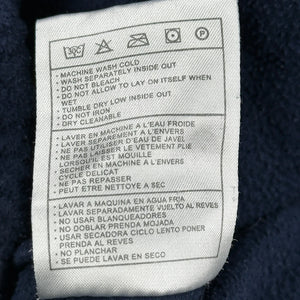 30C
P
• MACHINE WASH COLD
• WASH SEPARATELY INSIDE OUT
• DO NOT BLEACH
• DO NOT ALLOW TO LAY ON ITSELF WHEN
WET
• TUMBLE DRY LOW INSIDE OUT
• DO NOT IRON
• DRY CLEANABLE
• LAVER EN MACHINE A L'EAU FROIDE
• LAVER SEPAREMENT A L'ENVERS
• NE PAS UTILISER D'EAU DE JAVEL
• NE PAS LAISSER LE VETEMENT PLIE
LORSQU'IL EST MOUILLE
• SECHER EN MACHINE A L'ENVERS
CYCLE DELICAT
• NE PAS REPASSER
• PEUT ÊTRE NETTOYE A SEC
• LAVAR A MAQUINA EN AGUA FRIA
• LAVAR SEPARADAMENTE VUELTO AL REVES
• NO USAR BLANQUEADORES
• NO DOBLAR PRENDA MOJADA
• USAR SECADORA CICLO LENTO PONER
PRENDA AL REVES
• NO PLANCHAR
• SE PUEDE LAVAR EN SECO